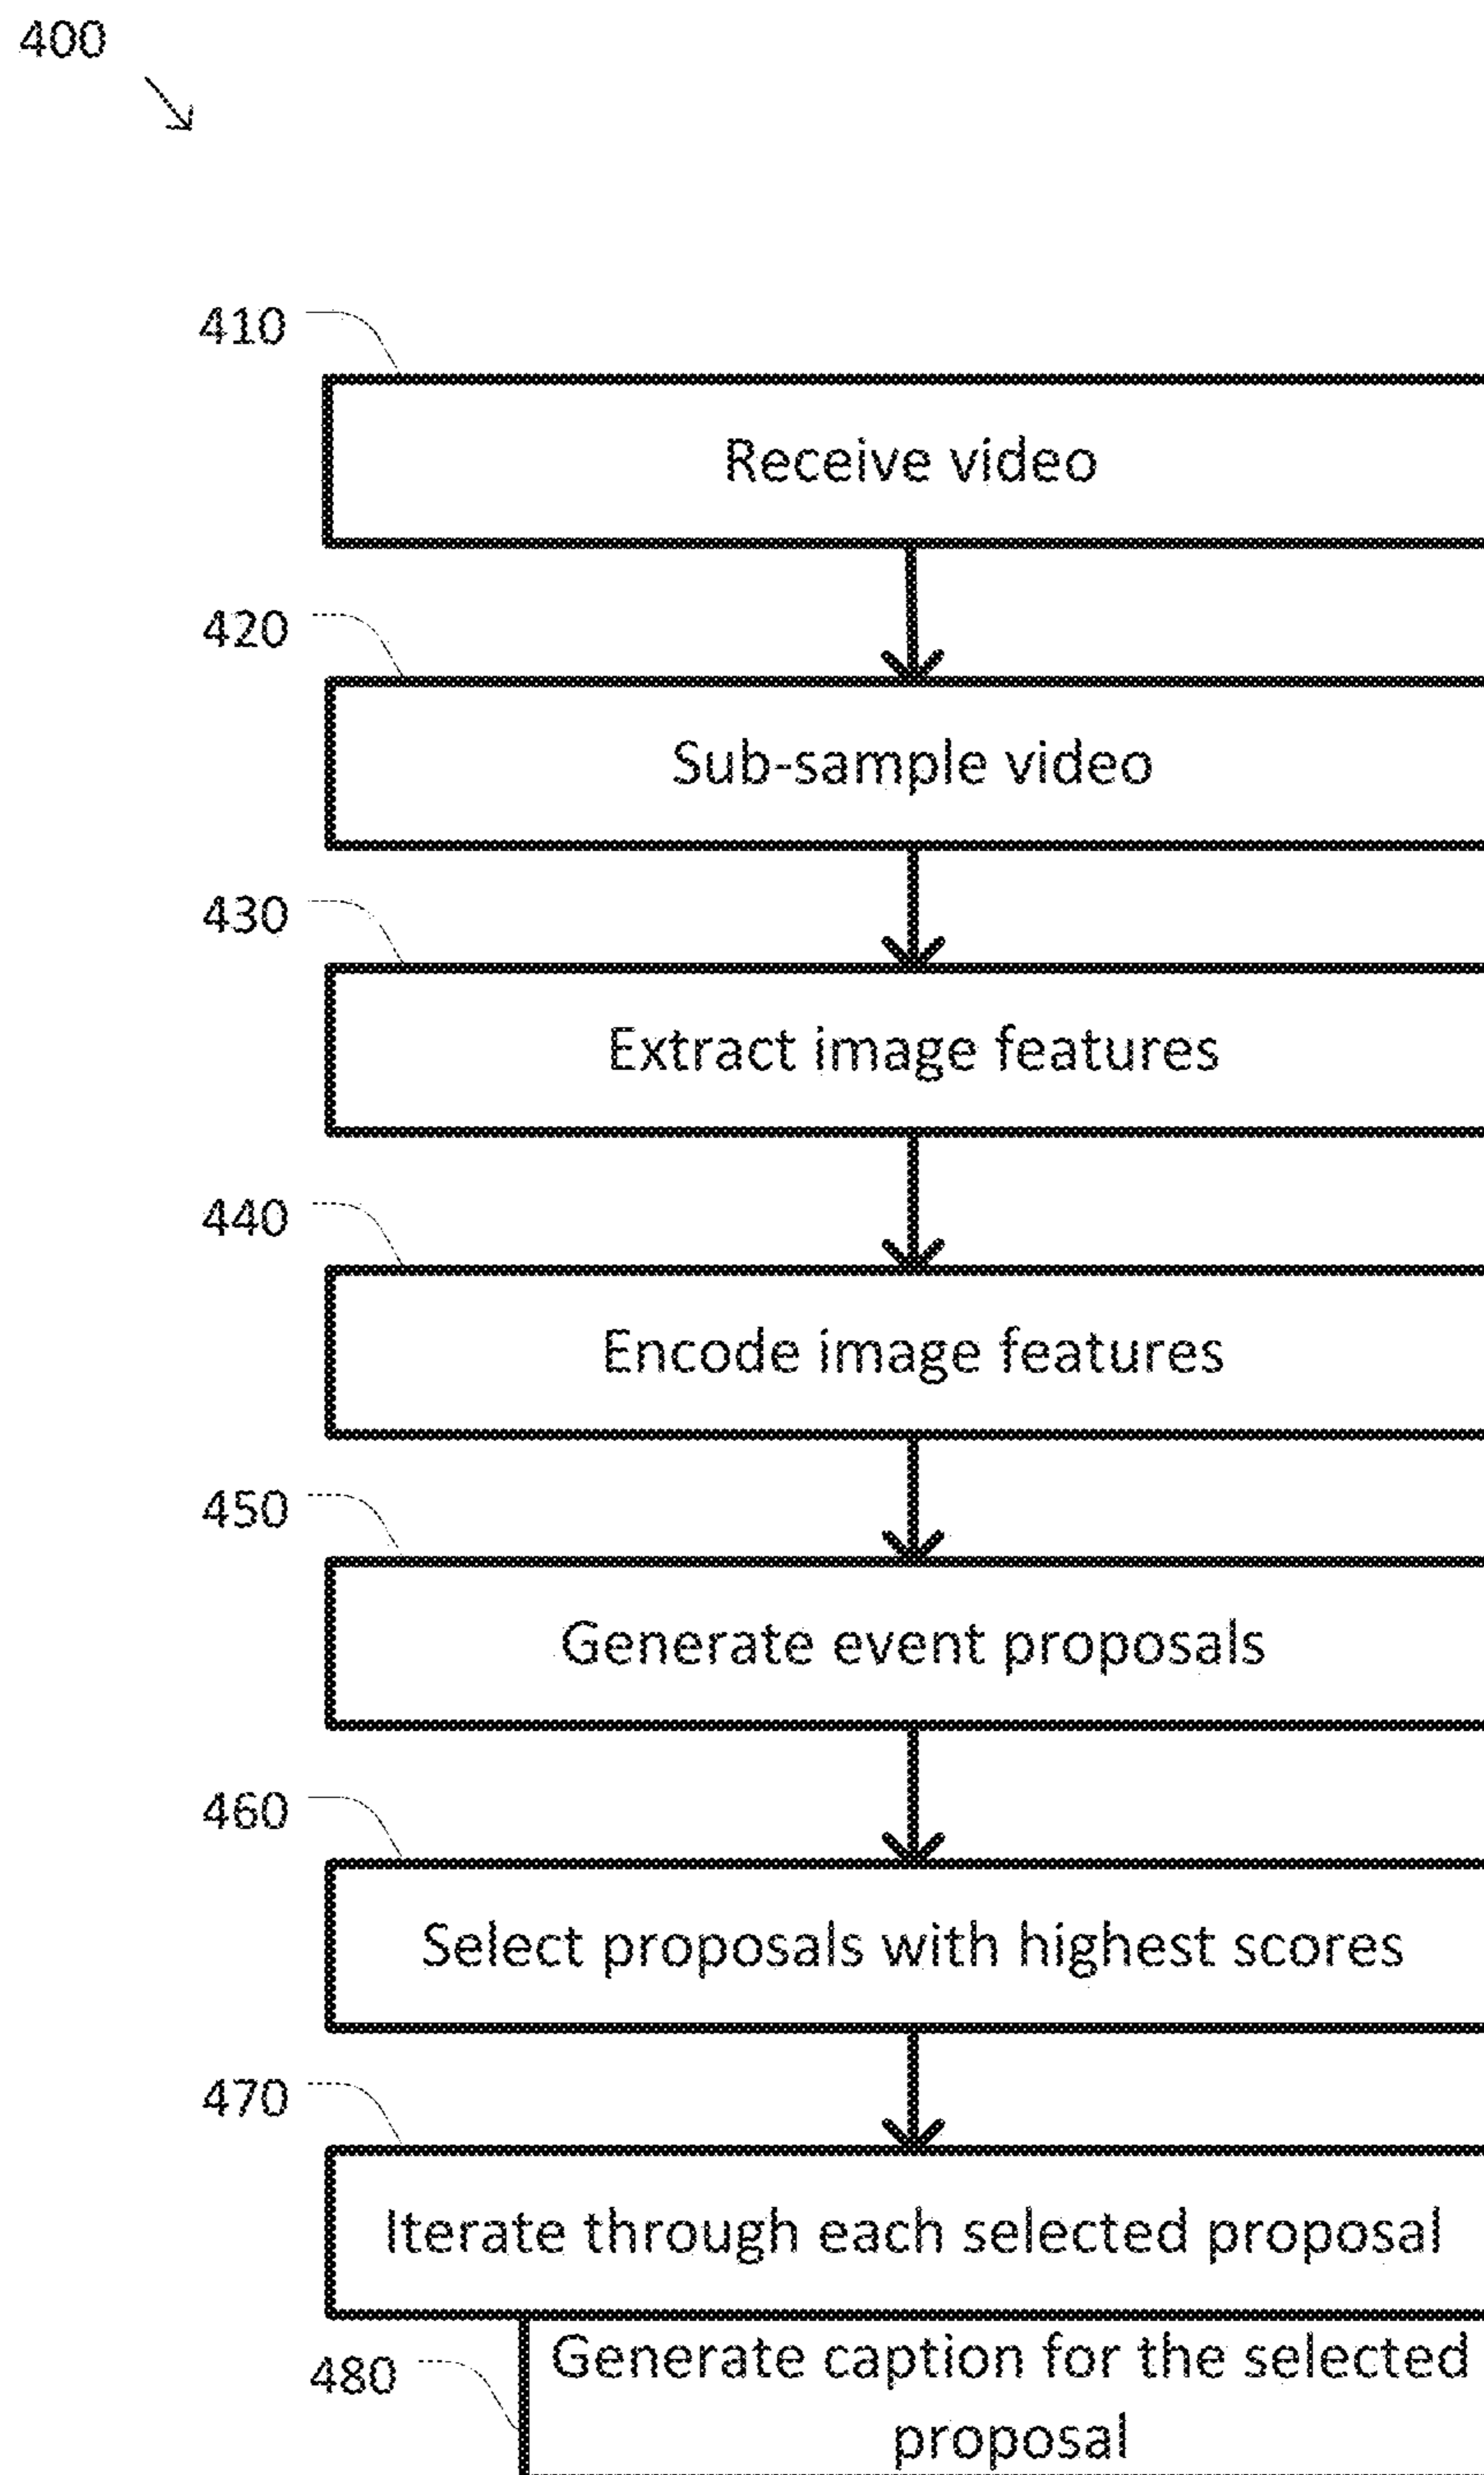 400
410
Receive video
420
Sub-sample video
430
Extract image features
440
Encode image features
450
Generate event proposals
460
Select proposals with highest scores
470
Iterate through each selected proposal
480
Generate caption for the selected
proposal